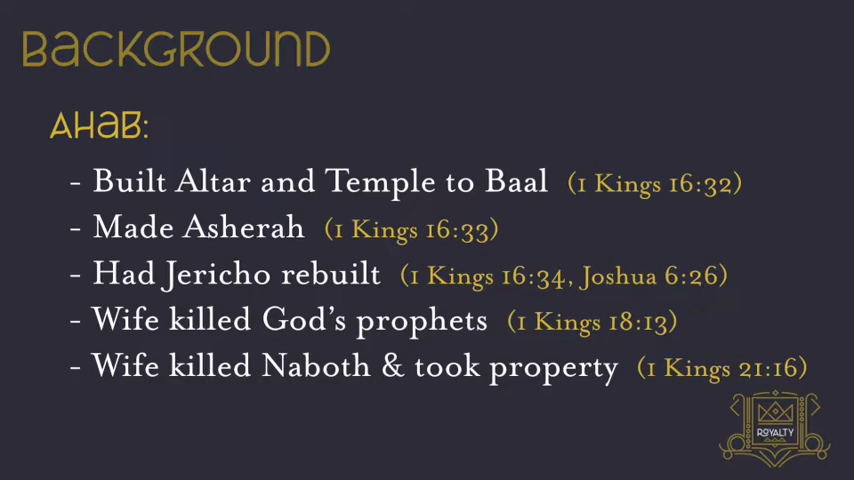 BACKGROUND
AHAB:
- Built Altar and Temple to Baal (1 Kings 16:32)
- Made Asherah (1 Kings 16:33)
- Had Jericho rebuilt (1 Kings 16:34, Joshua 6:26)
- Wife killed God's prophets (1 Kings 18:13)
- Wife killed Naboth & took property (1 Kings 21:16)
ROYALTY